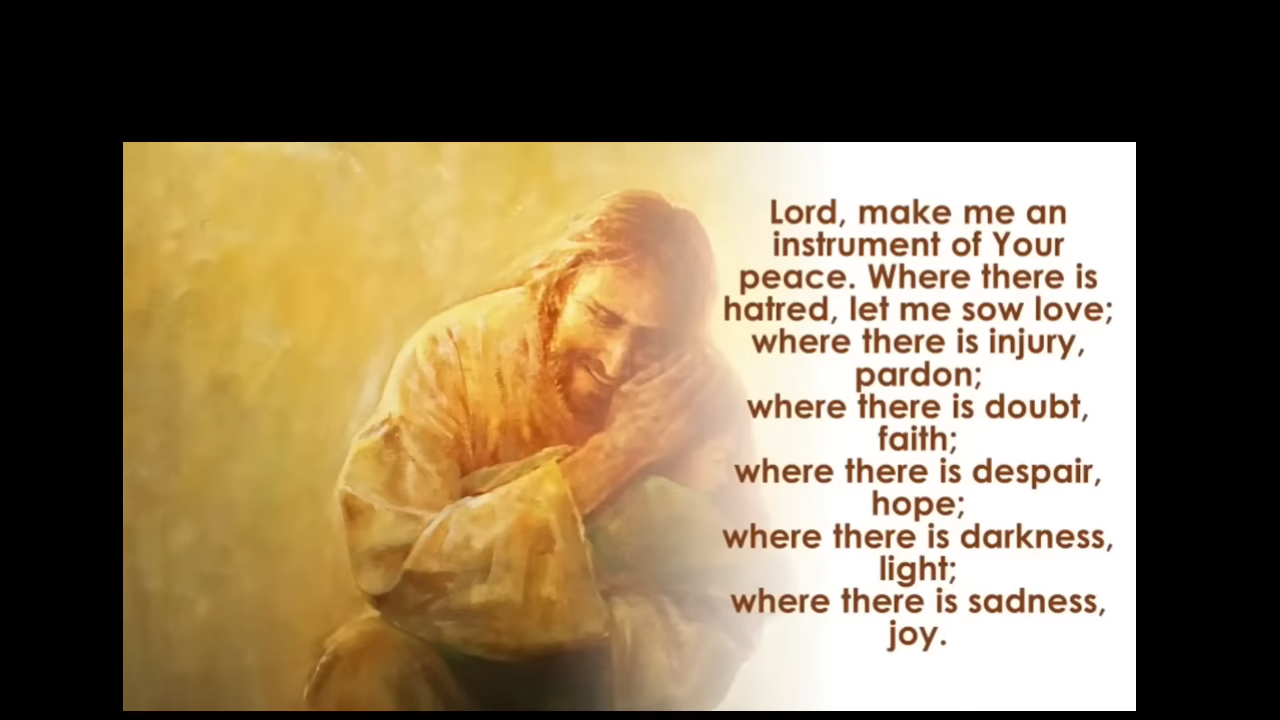 Lord, make me an
instrument of Your
peace. Where there is
hatred, let me sow love;
where there is injury,
pardon;
where there is doubt,
faith;
where there is despair,
hope;
where there is darkness,
light;
where there is sadness,
joy.